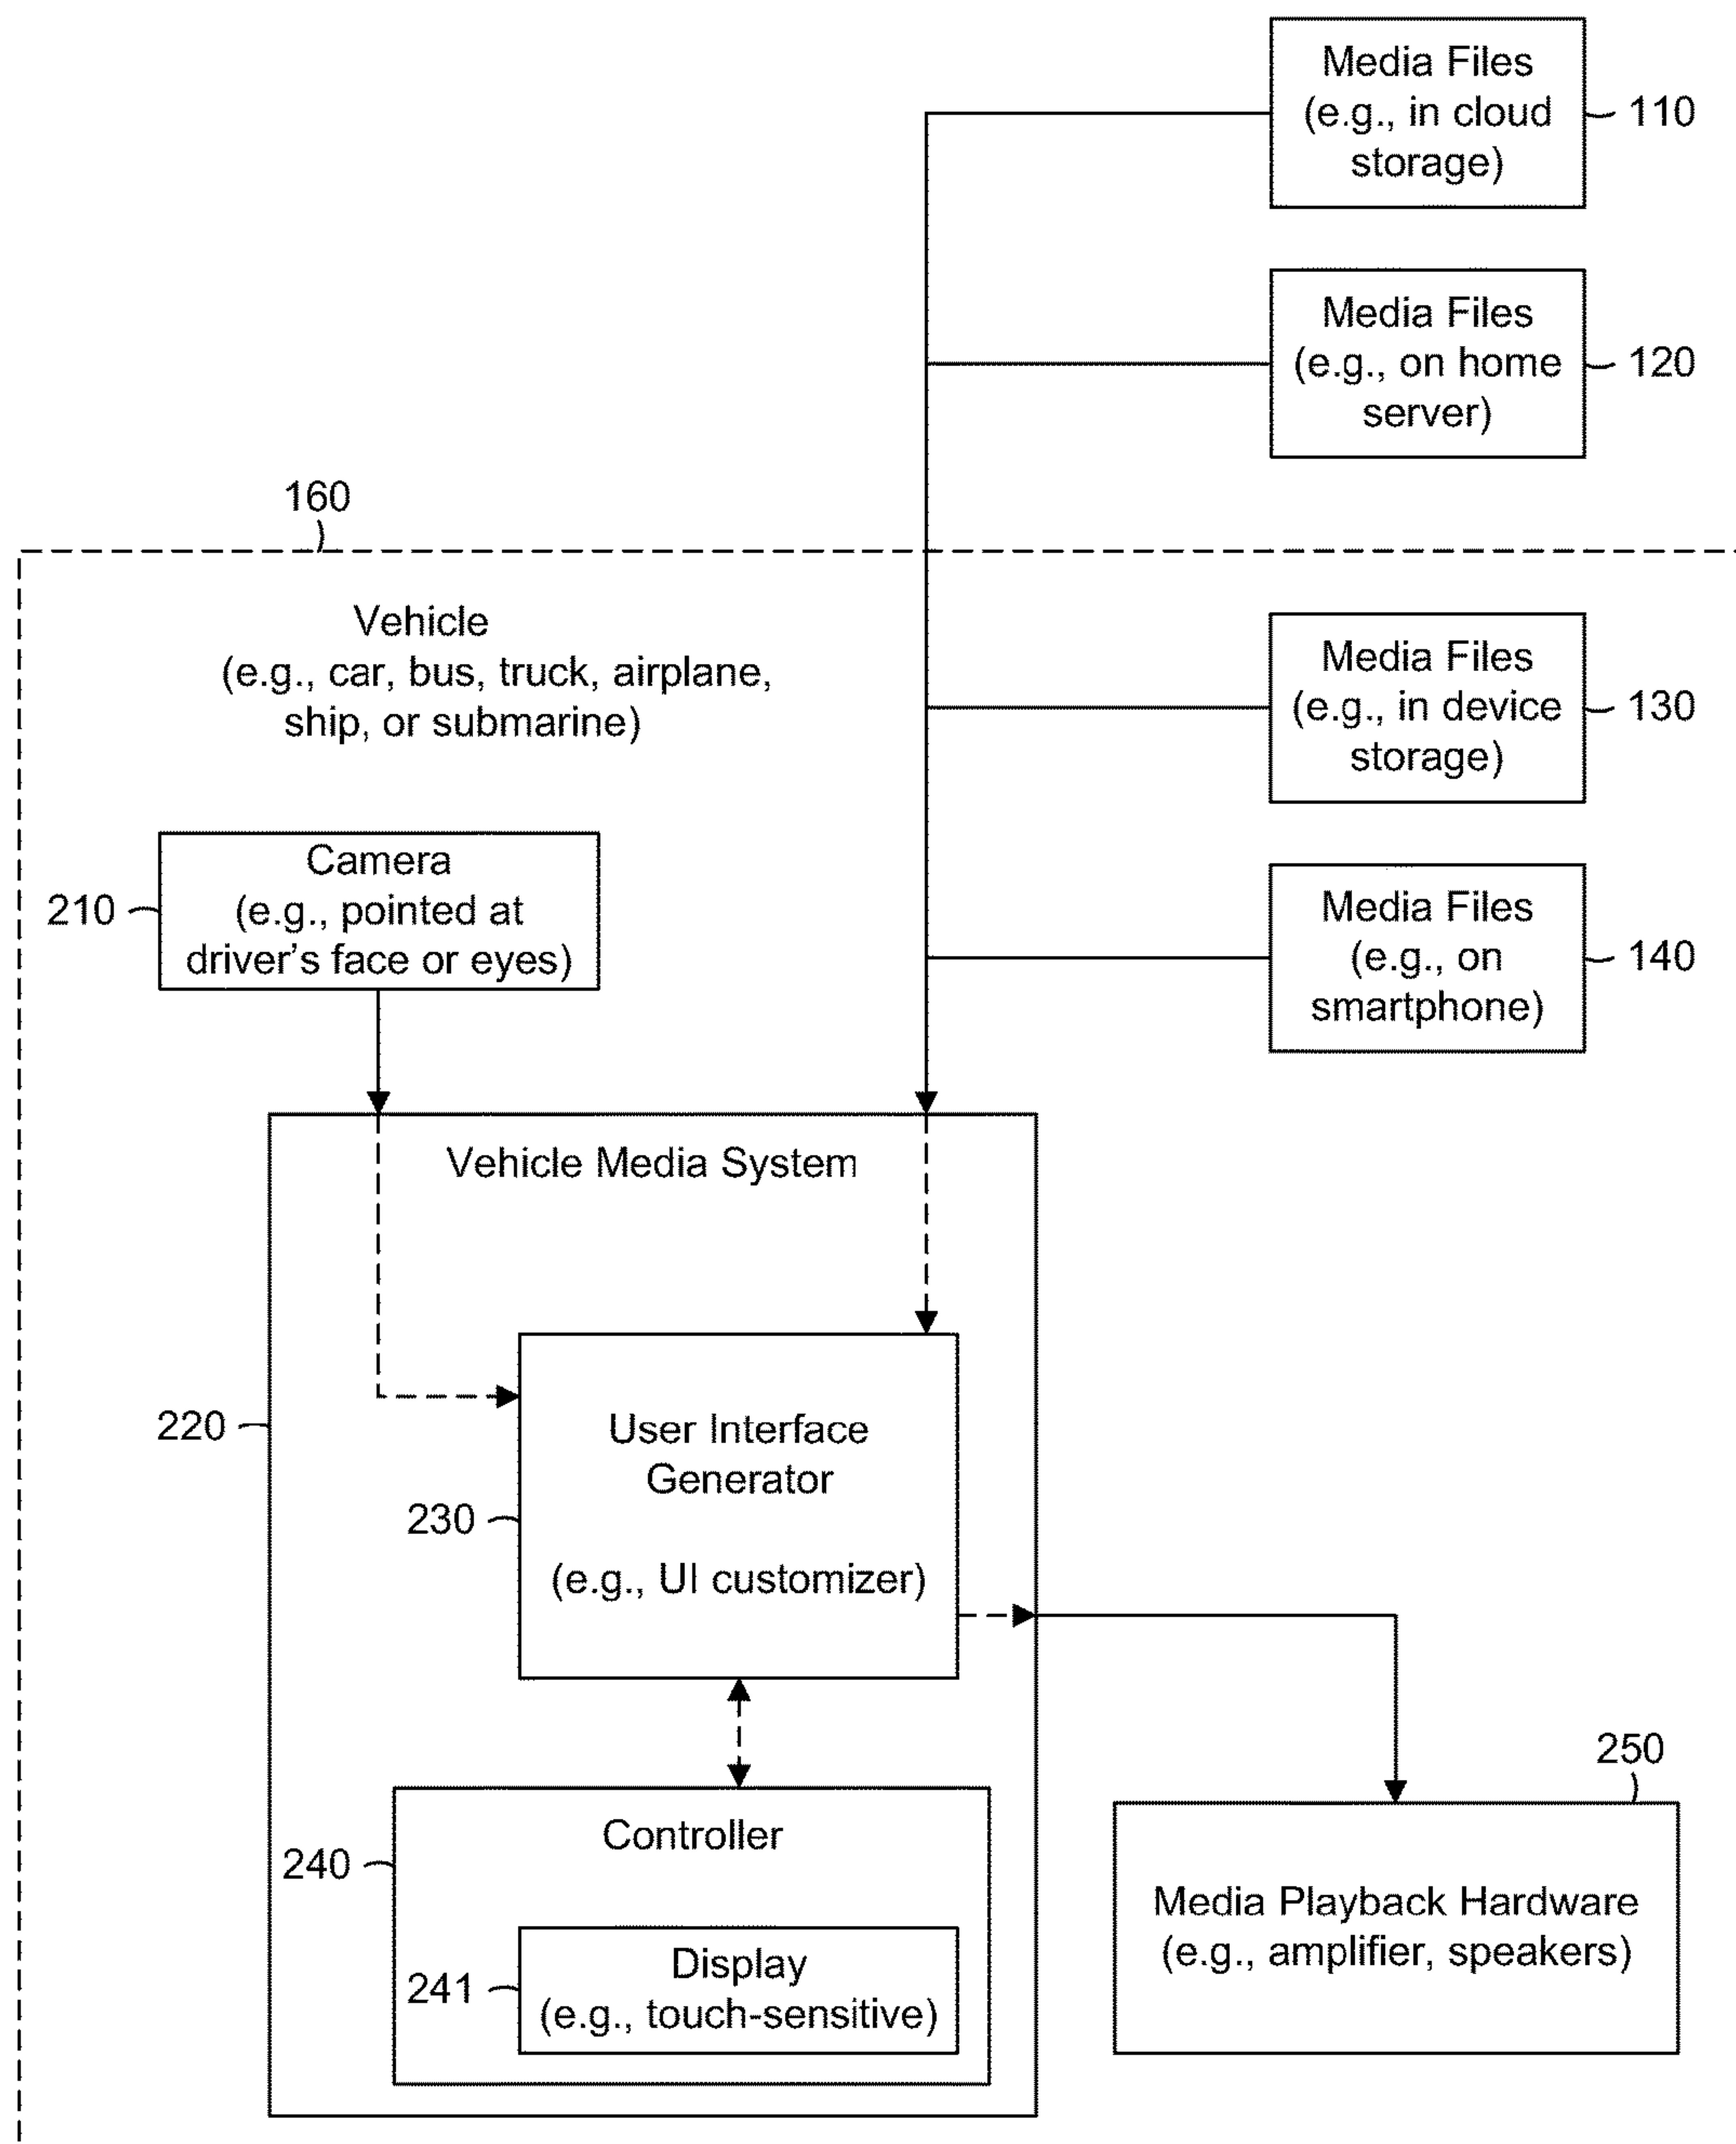 Media Files
(e.g., in cloud
storage)
110
Media Files
(e.g., on home
server)
120
160
Vehicle
(e.g., car, bus, truck, airplane,
ship, or submarine)
Media Files
(e.g., in device
storage)
130
Camera
(e.g., pointed at
driver's face or eyes)
210
Media Files
(e.g., on
smartphone)
140
Vehicle Media System
220
User Interface
Generator
(e.g., UI customizer)
230
Controller
240
Display
(e.g., touch-sensitive)
241
250
Media Playback Hardware
(e.g., amplifier, speakers)